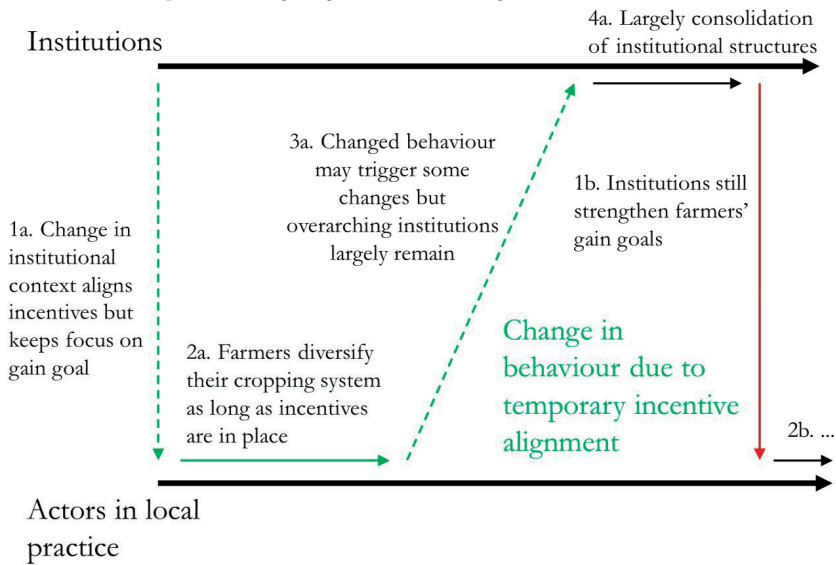 Institutions
4a. Largely consolidation
of institutional structures
3a. Changed behaviour
may trigger some
changes but
overarching institutions
largely remain
1b. Institutions still
strengthen farmers'
gain goals
1a. Change in
institutional
context aligns
incentives but
keeps focus on
gain goal
2a. Farmers diversify
their cropping system
as long as incentives
are in place
Change in
behaviour due to
temporary incentive
alignment
2b. ...
Actors in local
practice